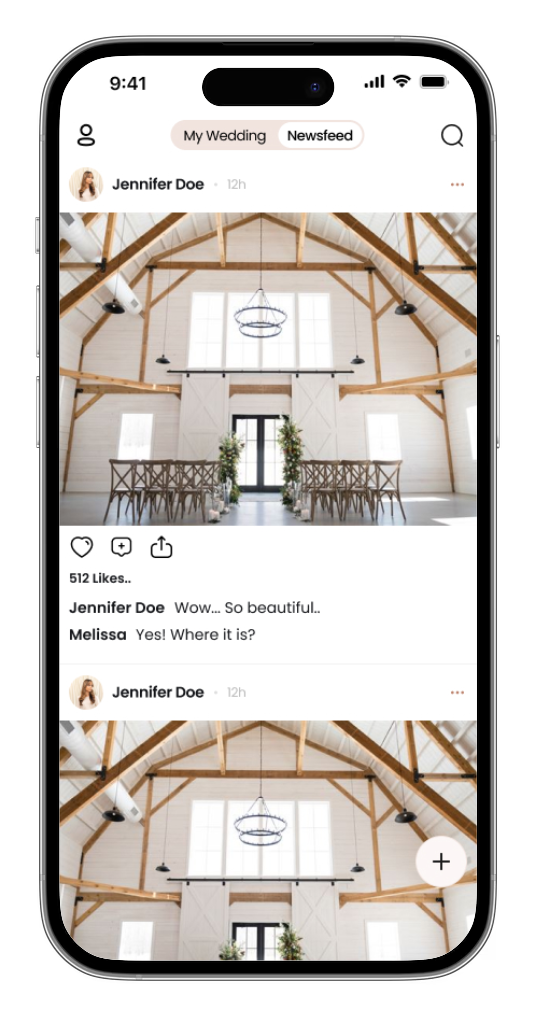 9:41
My Wedding Newsfeed
Jennifer Doe • 12h
512 Likes..
Jennifer Doe Wow... So beautiful..
Melissa Yes! Where it is?
Jennifer Doe • 12h